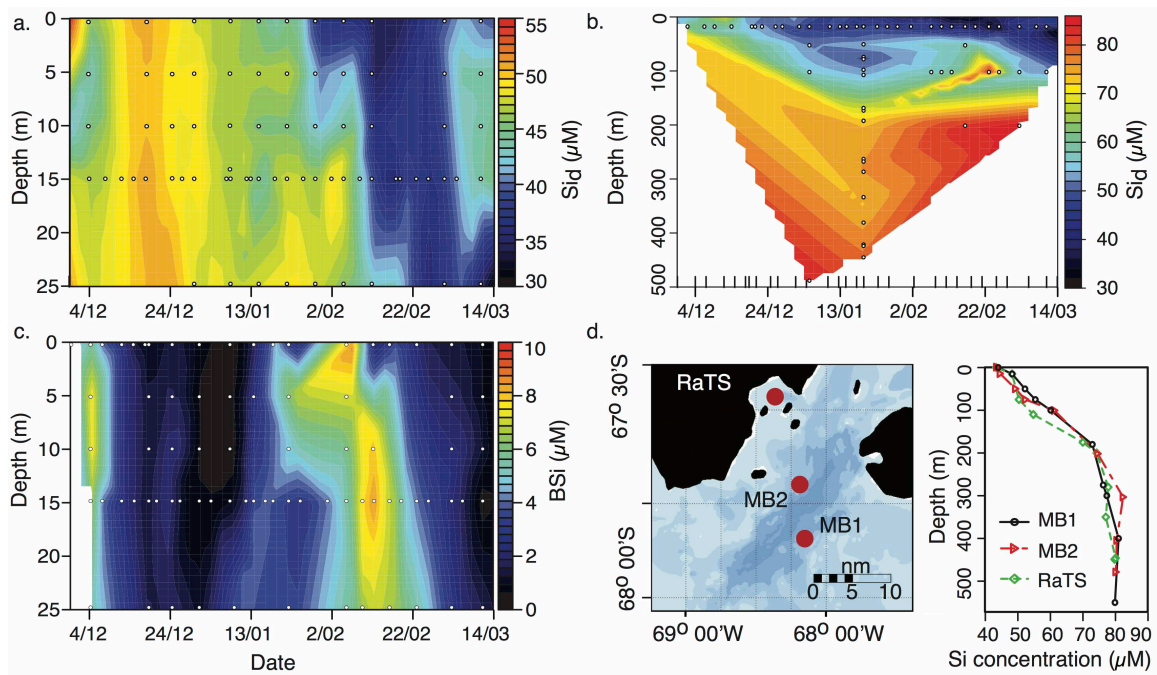 a.
0
5
10
15
20
25
Depth (m)
4/12 24/12 13/01 2/02 22/02 14/03
55
50
45
40
35
30
Sid (µM)
b.
0
100
200
300
400
500
Depth (m)
4/12 24/12 13/01 2/02 22/02 14/03
80
70
60
50
40
30
Sid (µM)
c.
0
5
10
15
20
25
Depth (m)
4/12 24/12 13/01 2/02 22/02 14/03
Date
10
8
6
4
2
0
BSi (µM)
d.
67º 30'S
68º 00'S
RaTS
MB2
MB1
nm
0 5 10
69º 00'W 68º 00'W
0
100
200
300
400
500
Depth (m)
MB1
MB2
RaTS
40 50 60 70 80 90
Si concentration (µM)